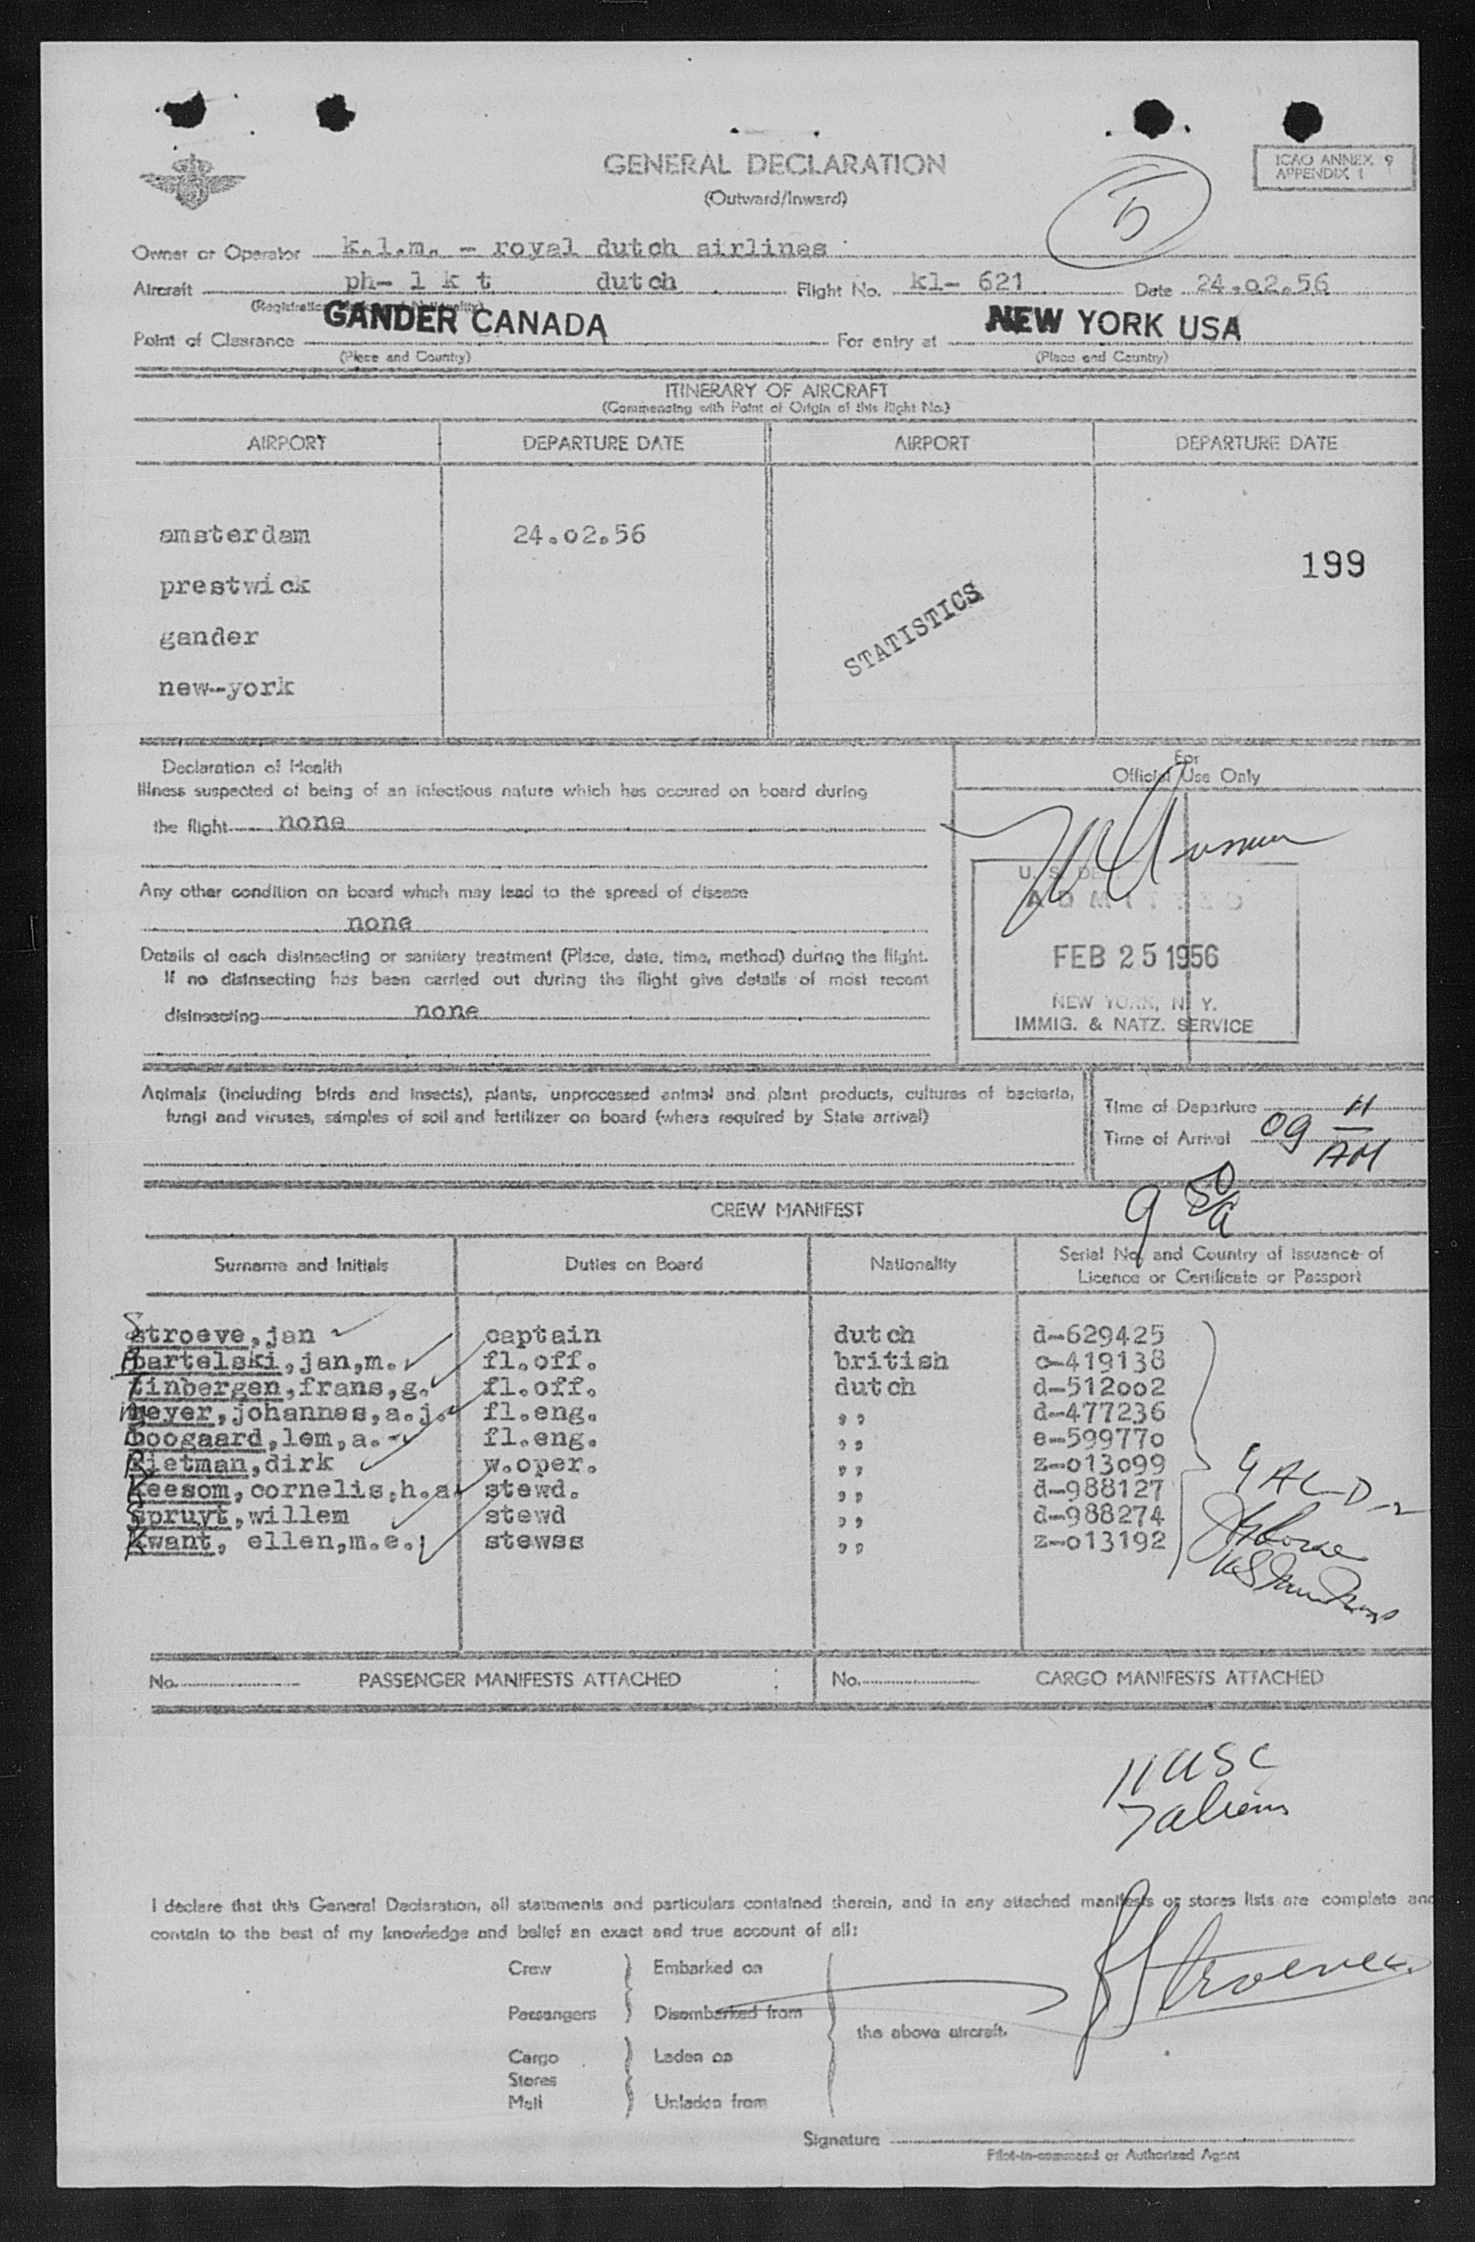 GENERAL DECLARATION
(Outward/Inward)
ICAO ANNEX 9
APPENDIX 1
5
Owner or Operator k.l.m. - royal dutch airlines
Aircraft ph- l k t dutch Flight No. kl- 621 Date 24.o2.56
(Registration Marks and Nationality)
Point of Clearance GANDER CANADA For entry at NEW YORK USA
(Place and Country) (Place and Country)
ITINERARY OF AIRCRAFT
(Commencing with Point of Origin of this flight No.)
AIRPORT DEPARTURE DATE AIRPORT DEPARTURE DATE
amsterdam 24.o2.56
199
prestwick
STATISTICS
gander
new-york
Declaration of Health
For
Official Use Only
Illness suspected of being of an infectious nature which has occured on board during
the flight none
Any other condition on board which may lead to the spread of disease
none
Details of each disinsecting or sanitary treatment (Place, date, time, method) during the flight.
If no disinsecting has been carried out during the flight give details of most recent
disinsecting none
U. S. DE
ADMITTED
FEB 25 1956
NEW YORK, N. Y.
IMMIG. & NATZ. SERVICE
Animals (including birds and insects), plants, unprocessed animal and plant products, cultures of bacteria,
fungi and viruses, samples of soil and fertilizer on board (where required by State arrival)
Time of Departure
Time of Arrival 09 11 AM
9 50/a
CREW MANIFEST
Surname and Initials Duties on Board Nationality Serial No. and Country of Issuance of
Licence or Certificate or Passport
Stroeve,jan captain dutch d-629425
Bartelski,jan,m. fl.off. british c-419138
Tinbergen,frans,g. fl.off. dutch d-512oo2
Meyer,johannes,a.j. fl.eng. ,, d-477236
Boogaard,lem,a. fl.eng. ,, e-59977o
Rietman,dirk w.oper. ,, z-o13o99
Keesom,cornelis,h.a. stewd. ,, d-988127
Spruyt,willem stewd ,, d-988274
Kwant, ellen,m.e. stewss ,, z-o13192
No. PASSENGER MANIFESTS ATTACHED No. CARGO MANIFESTS ATTACHED
11 USC
7 aliens
I declare that this General Declaration, all statements and particulars contained therein, and in any attached manifests or stores lists are complete and
contain to the best of my knowledge and belief an exact and true account of all:
Crew Embarked on
Passengers Disembarked from
the above aircraft.
Cargo Laden on
Stores
Mail Unladen from
JStroeve
Signature
Pilot-in-command or Authorized Agent